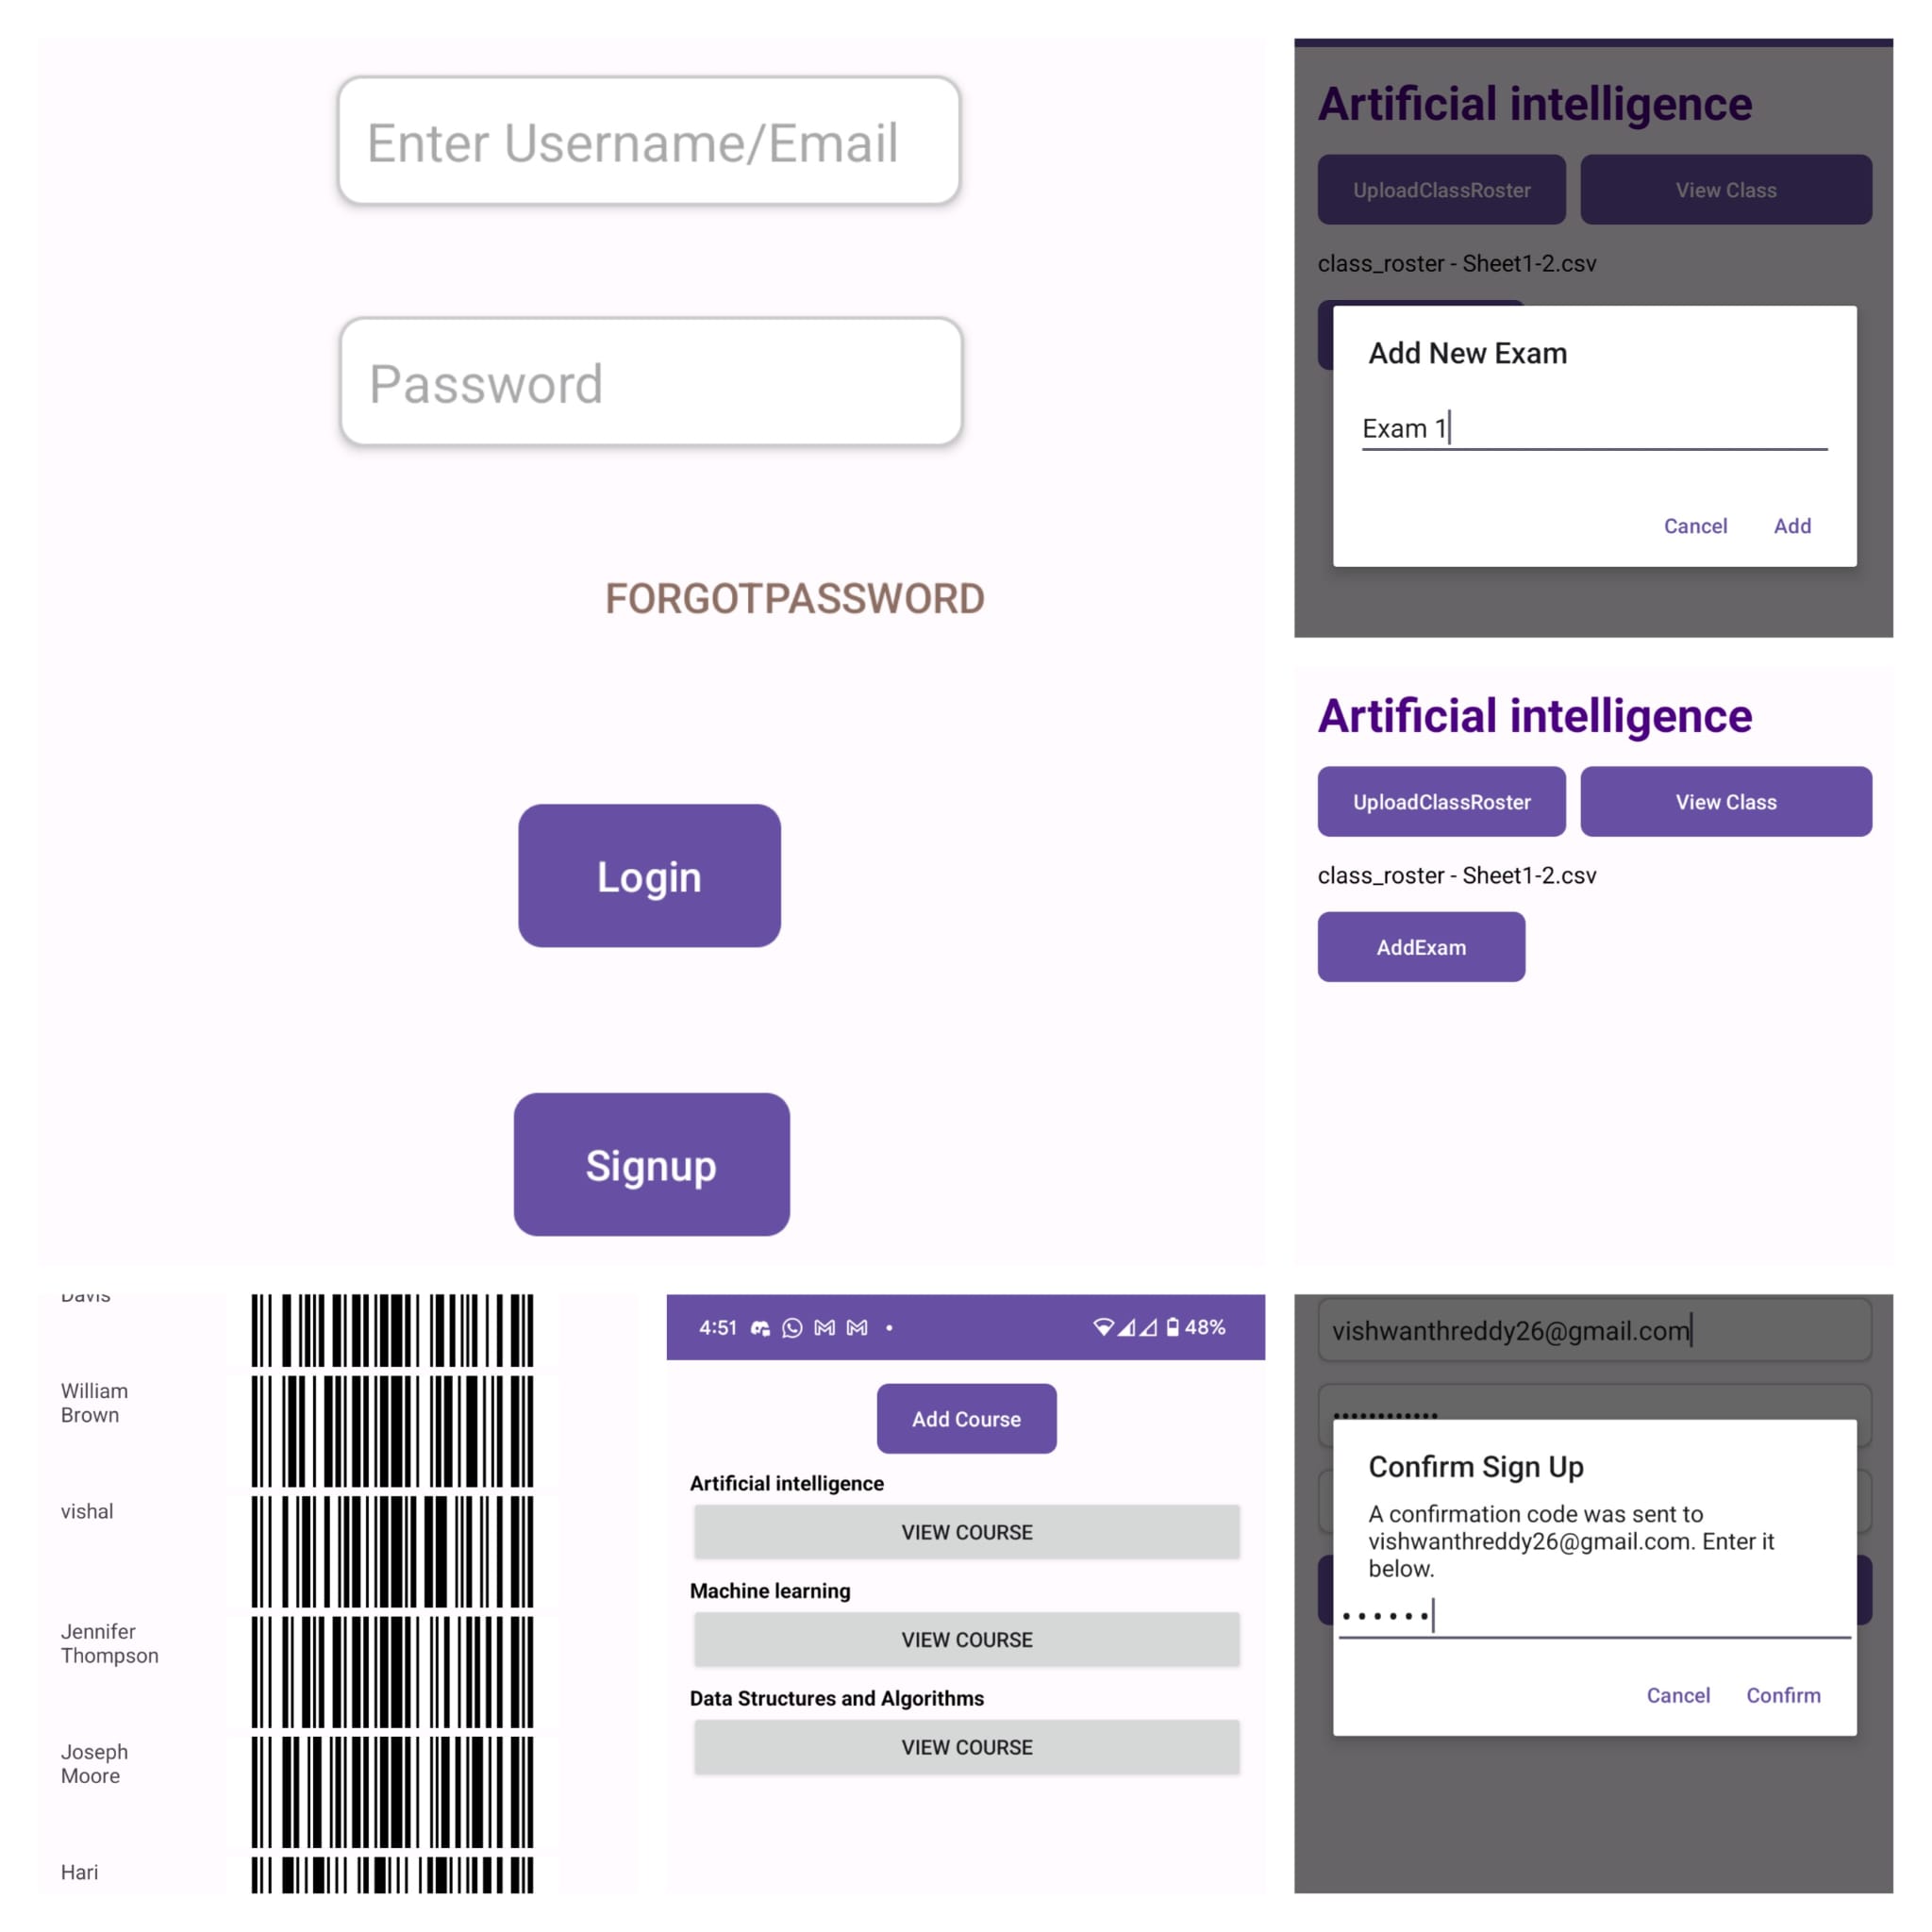 Enter Username/Email
Password
FORGOTPASSWORD
Login
Signup
Artificial intelligence
UploadClassRoster
View Class
class_roster - Sheet1-2.csv
Add New Exam
Exam 1
Cancel
Add
Artificial intelligence
UploadClassRoster
View Class
class_roster - Sheet1-2.csv
AddExam
Davis
William
Brown
vishal
Jennifer
Thompson
Joseph
Moore
Hari
4:51
48%
Add Course
Artificial intelligence
VIEW COURSE
Machine learning
VIEW COURSE
Data Structures and Algorithms
VIEW COURSE
vishwanthreddy26@gmail.com
Confirm Sign Up
A confirmation code was sent to
vishwanthreddy26@gmail.com. Enter it
below.
Cancel
Confirm